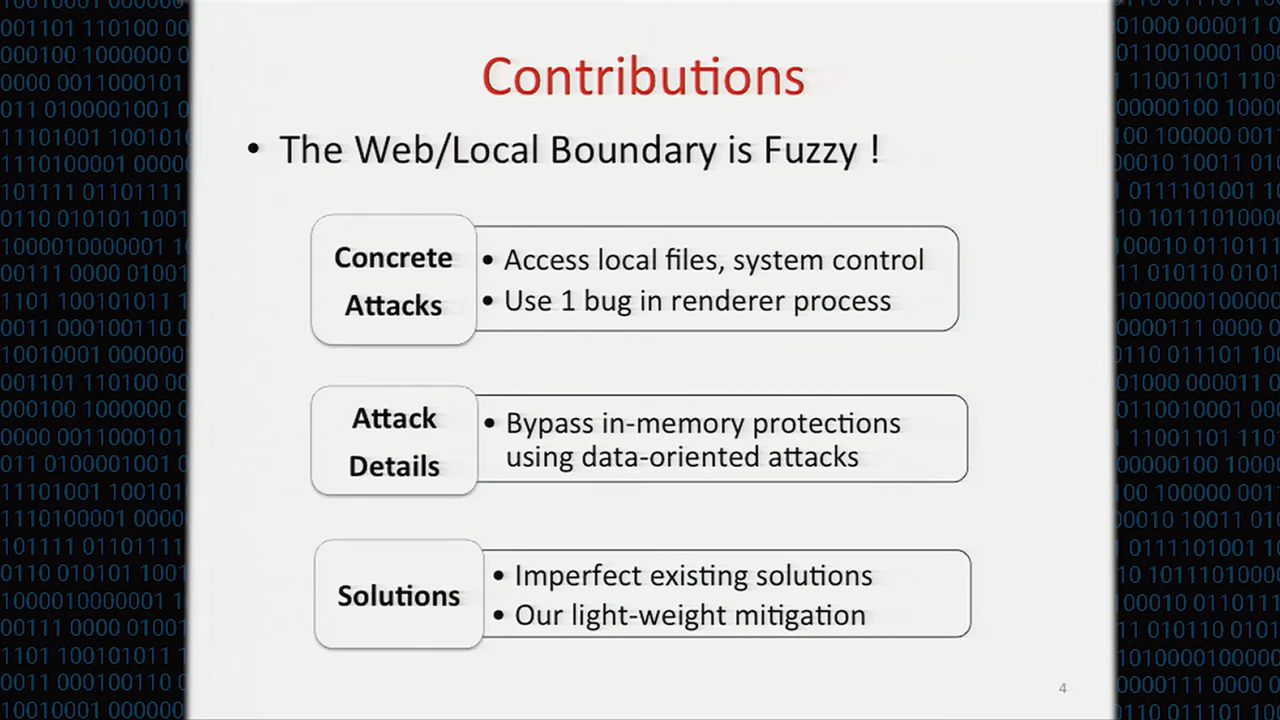 Contributions
• The Web/Local Boundary is Fuzzy !
Concrete
Attacks
• Access local files, system control
• Use 1 bug in renderer process
Attack
Details
• Bypass in-memory protections
using data-oriented attacks
Solutions
• Imperfect existing solutions
• Our light-weight mitigation
4